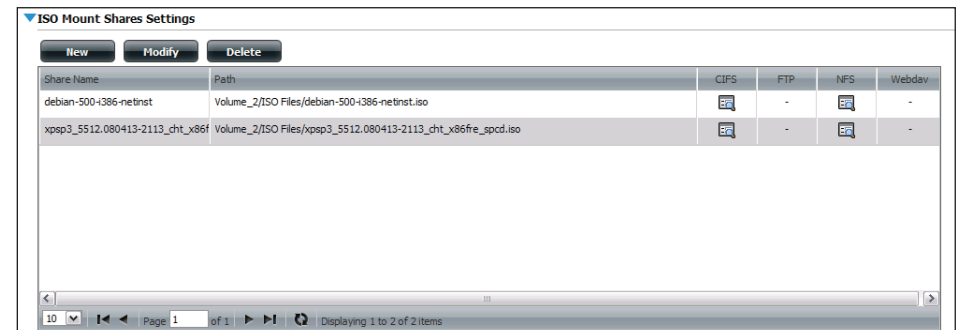 ISO Mount Shares Settings
New Modify Delete
Share Name Path CIFS FTP NFS Webdav
debian-500-i386-netinst Volume_2/ISO Files/debian-500-i386-netinst.iso - -
xpsp3_5512.080413-2113_cht_x86f Volume_2/ISO Files/xpsp3_5512.080413-2113_cht_x86fre_spcd.iso - -
10 Page 1 of 1 Displaying 1 to 2 of 2 items